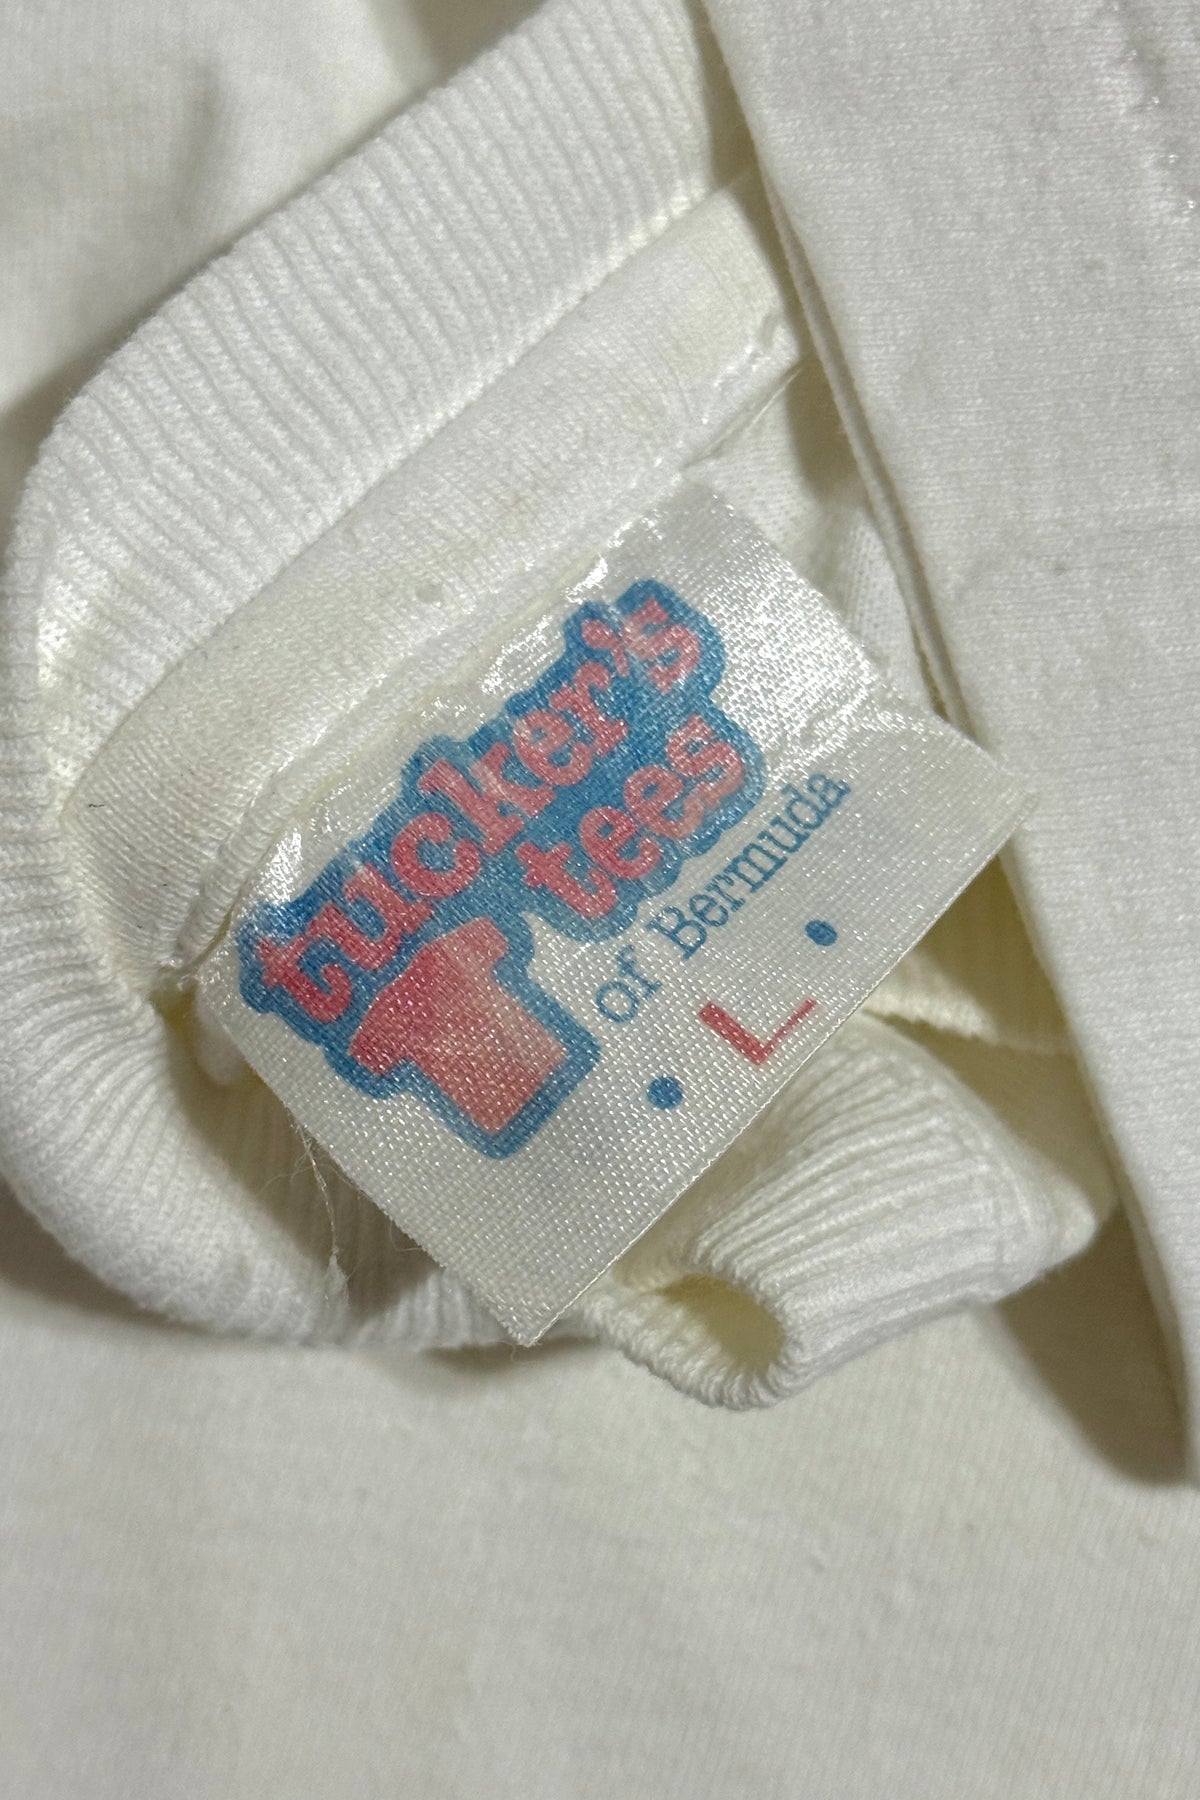 tucker's
tees
of Bermuda
• L •